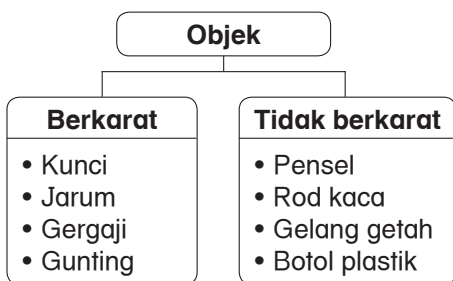 Objek
Berkarat
• Kunci
• Jarum
• Gergaji
• Gunting
Tidak berkarat
• Pensel
• Rod kaca
• Gelang getah
• Botol plastik